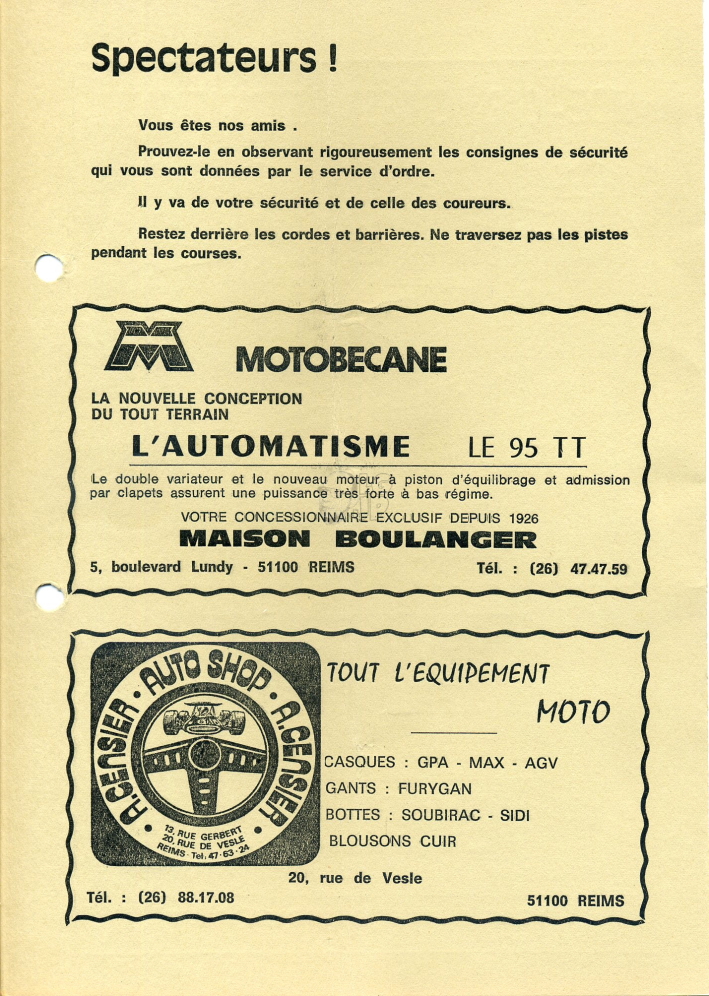 Spectateurs !
Vous êtes nos amis .
Prouvez-le en observant rigoureusement les consignes de sécurité
qui vous sont données par le service d'ordre.
Il y va de votre sécurité et de celle des coureurs.
Restez derrière les cordes et barrières. Ne traversez pas les pistes
pendant les courses.
MOTOBECANE
LA NOUVELLE CONCEPTION
DU TOUT TERRAIN
L'AUTOMATISME LE 95 TT
Le double variateur et le nouveau moteur à piston d'équilibrage et admission
par clapets assurent une puissance très forte à bas régime.
VOTRE CONCESSIONNAIRE EXCLUSIF DEPUIS 1926
MAISON BOULANGER
5, boulevard Lundy - 51100 REIMS Tél. : (26) 47.47.59
A.CENSIER • AUTO SHOP • A.CENSIER
13, RUE GERBERT
20, RUE DE VESLE
REIMS - Tel. 47-63-24
TOUT L'EQUIPEMENT
MOTO
CASQUES : GPA - MAX - AGV
GANTS : FURYGAN
BOTTES : SOUBIRAC - SIDI
BLOUSONS CUIR
20, rue de Vesle
Tél. : (26) 88.17.08 51100 REIMS